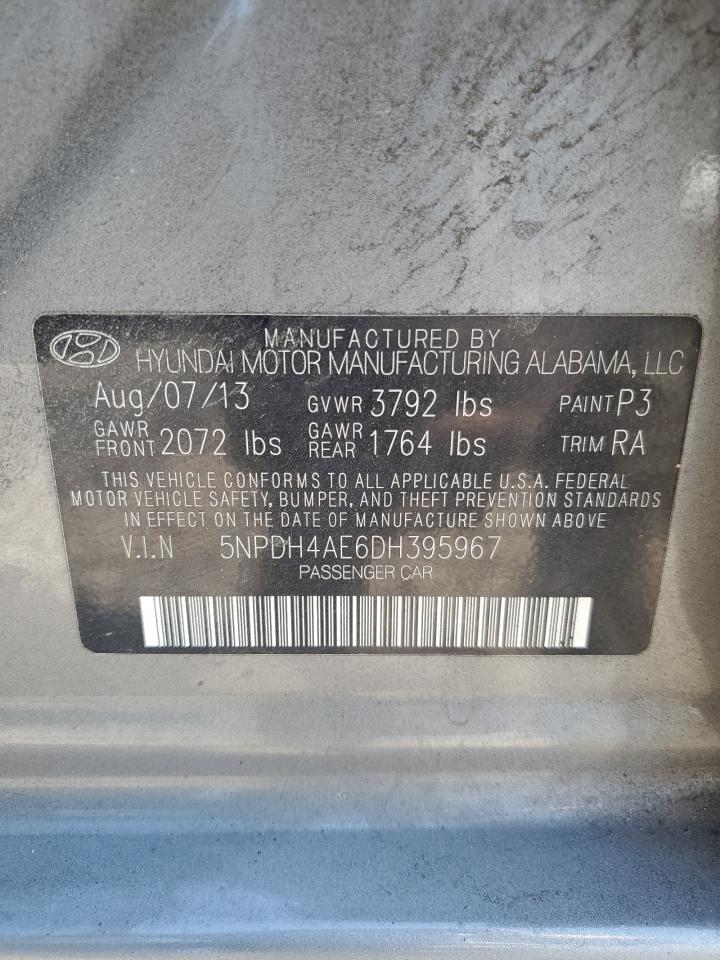 MANUFACTURED BY
HYUNDAI MOTOR MANUFACTURING ALABAMA, LLC
Aug/07/13 GVWR 3792 lbs PAINT P3
GAWR FRONT 2072 lbs GAWR REAR 1764 lbs TRIM RA
THIS VEHICLE CONFORMS TO ALL APPLICABLE U.S.A. FEDERAL
MOTOR VEHICLE SAFETY, BUMPER, AND THEFT PREVENTION STANDARDS
IN EFFECT ON THE DATE OF MANUFACTURE SHOWN ABOVE
V.I.N 5NPDH4AE6DH395967
PASSENGER CAR